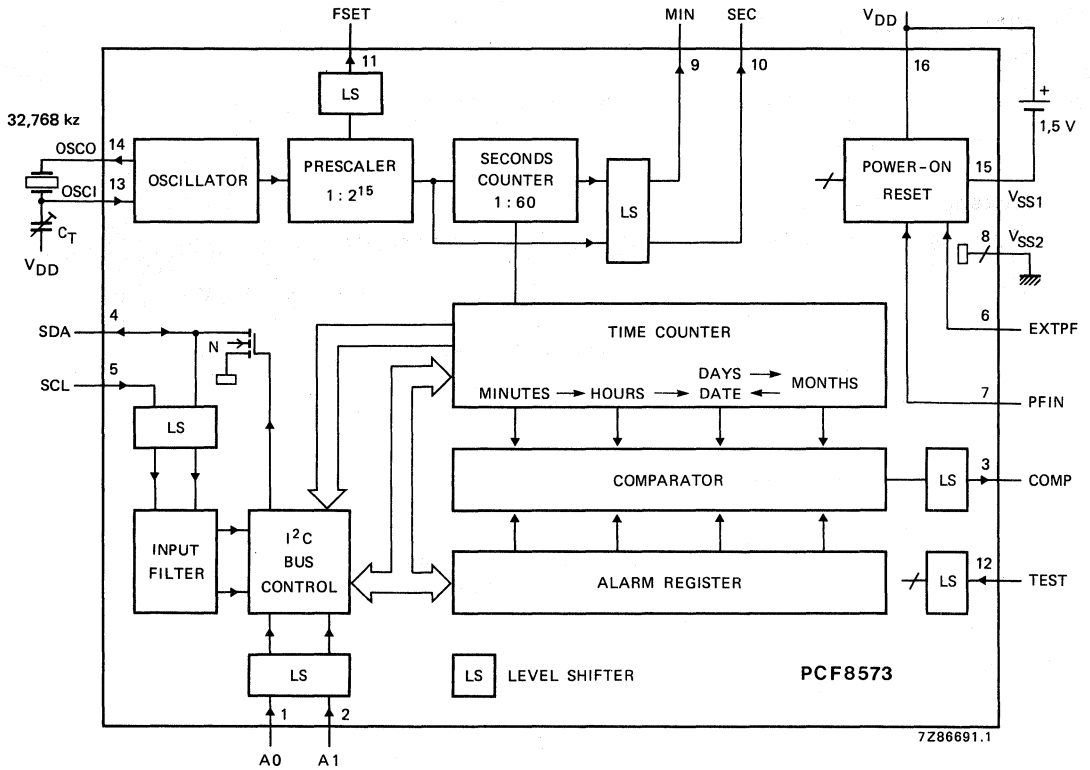 FSET
MIN
SEC
VDD
11
9
10
16
LS
+
1,5 V
32,768 kz
OSCO
14
OSCI
13
OSCILLATOR
PRESCALER
1 : 2¹⁵
SECONDS
COUNTER
1 : 60
LS
POWER-ON
RESET
15
VSS1
CT
VDD
8
VSS2
4
SDA
N
5
SCL
LS
TIME COUNTER
MINUTES → HOURS → DAYS → MONTHS
DATE ←
6
EXTPF
7
PFIN
COMPARATOR
LS
3
COMP
INPUT
FILTER
I²C
BUS
CONTROL
ALARM REGISTER
LS
12
TEST
LS
LS
LEVEL SHIFTER
PCF8573
1
2
7Z86691.1
A0
A1